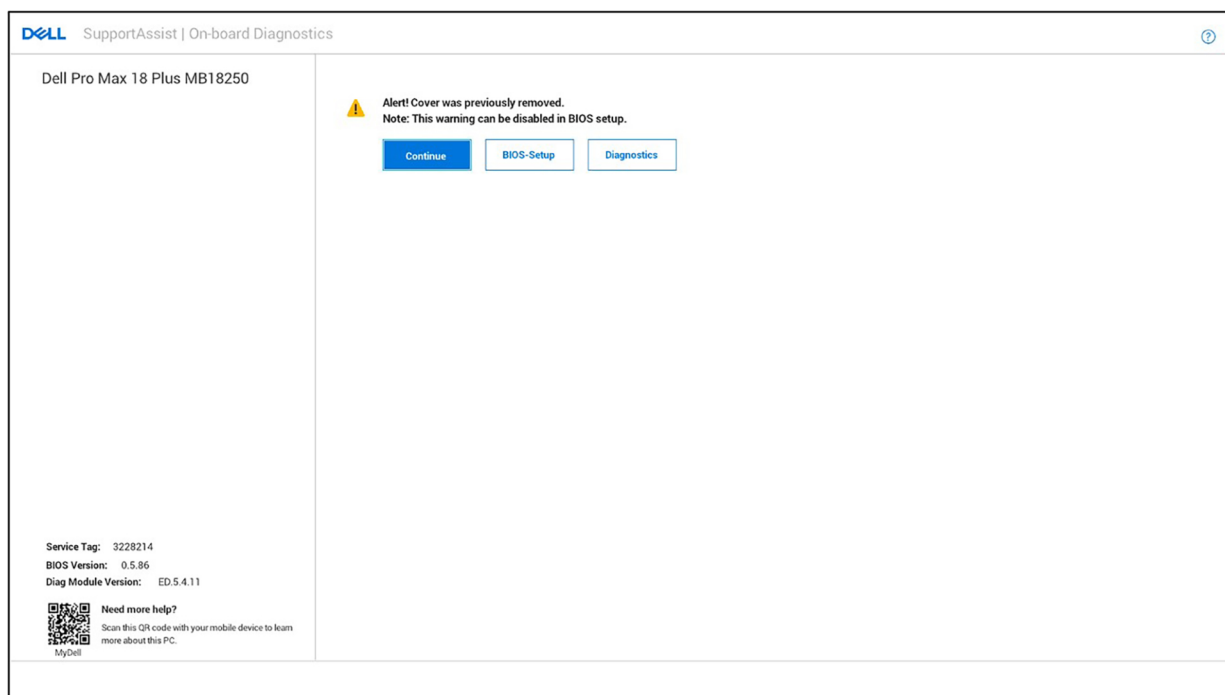 DELL SupportAssist | On-board Diagnostics
Dell Pro Max 18 Plus MB18250
Alert! Cover was previously removed.
Note: This warning can be disabled in BIOS setup.
Continue BIOS-Setup Diagnostics
Service Tag: 3228214
BIOS Version: 0.5.86
Diag Module Version: ED.5.4.11
Need more help?
Scan this QR code with your mobile device to learn
more about this PC.
MyDell